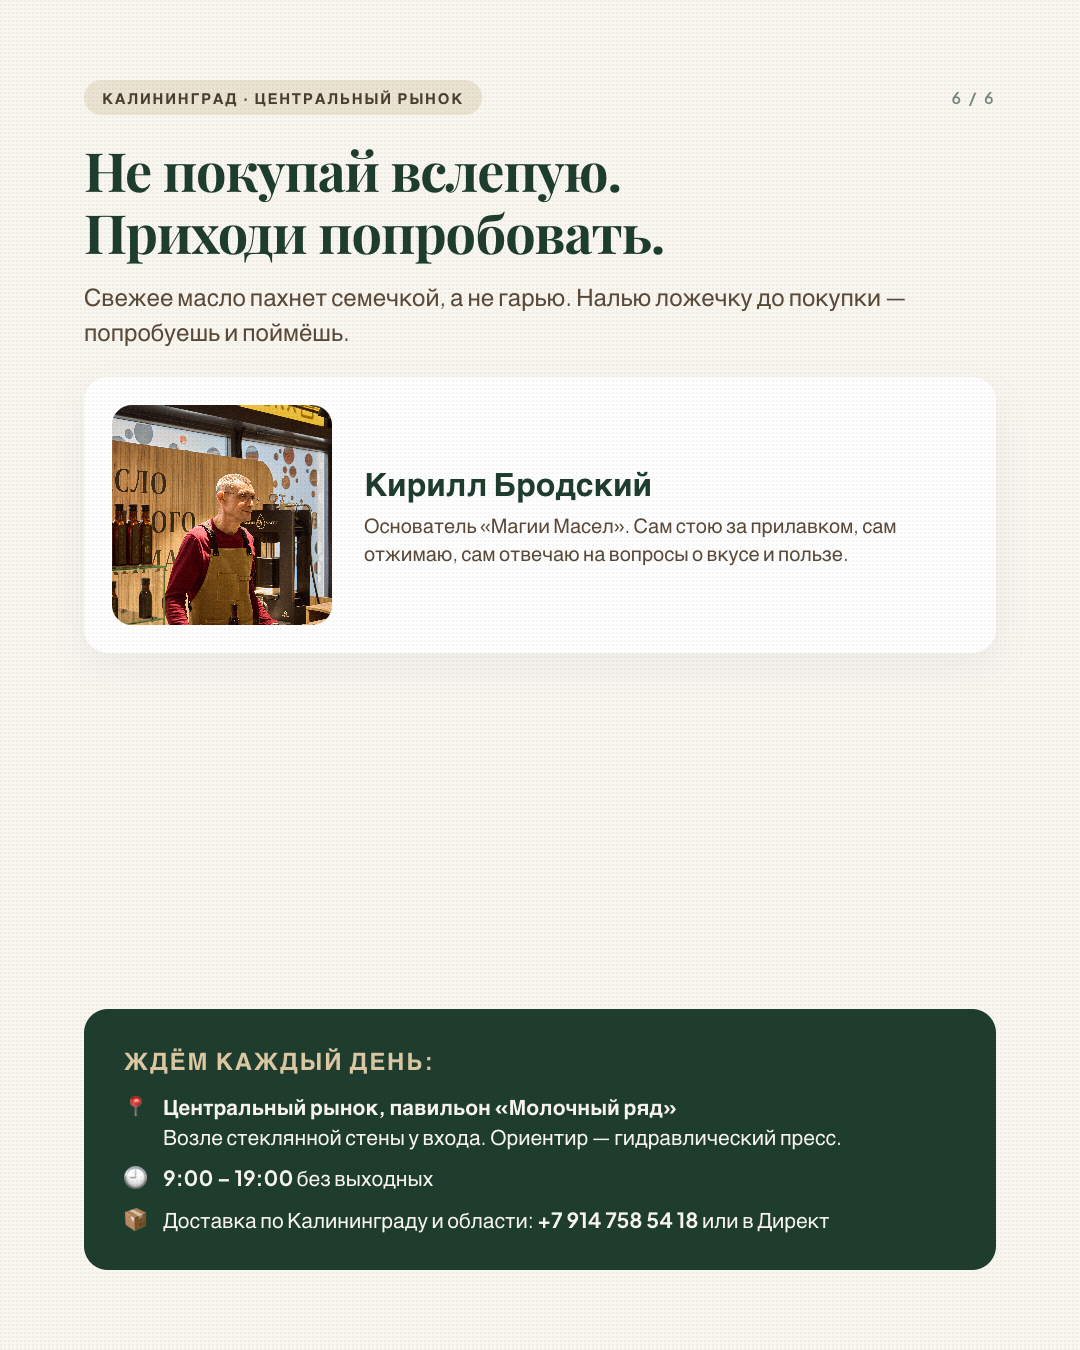 КАЛИНИНГРАД · ЦЕНТРАЛЬНЫЙ РЫНОК
6 / 6
Не покупай вслепую.
Приходи попробовать.
Свежее масло пахнет семечкой, а не гарью. Налью ложечку до покупки —
попробуешь и поймёшь.
СЛО
ОГО
МА
Кирилл Бродский
Основатель «Магии Масел». Сам стою за прилавком, сам
отжимаю, сам отвечаю на вопросы о вкусе и пользе.
ЖДЁМ КАЖДЫЙ ДЕНЬ:
Центральный рынок, павильон «Молочный ряд»
Возле стеклянной стены у входа. Ориентир — гидравлический пресс.
9:00 – 19:00 без выходных
Доставка по Калининграду и области: +7 914 758 54 18 или в Директ